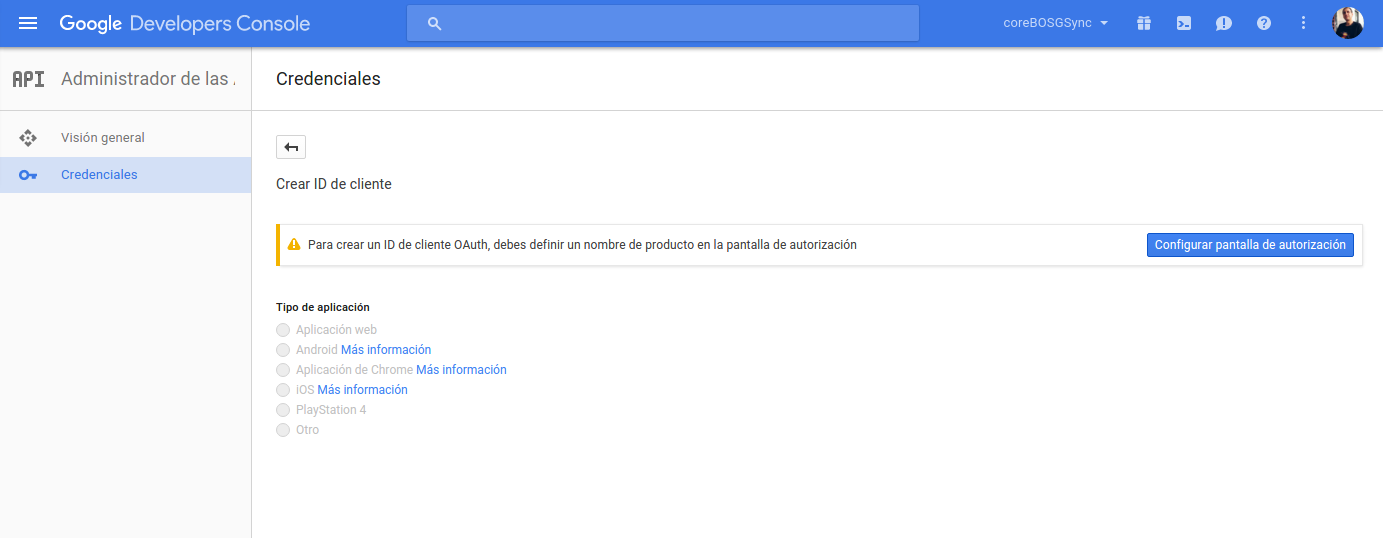 Google Developers Console
coreBOSGSync
API Administrador de las
Credenciales
Visión general
Credenciales
Crear ID de cliente
Para crear un ID de cliente OAuth, debes definir un nombre de producto en la pantalla de autorización
Configurar pantalla de autorización
Tipo de aplicación
Aplicación web
Android Más información
Aplicación de Chrome Más información
iOS Más información
PlayStation 4
Otro